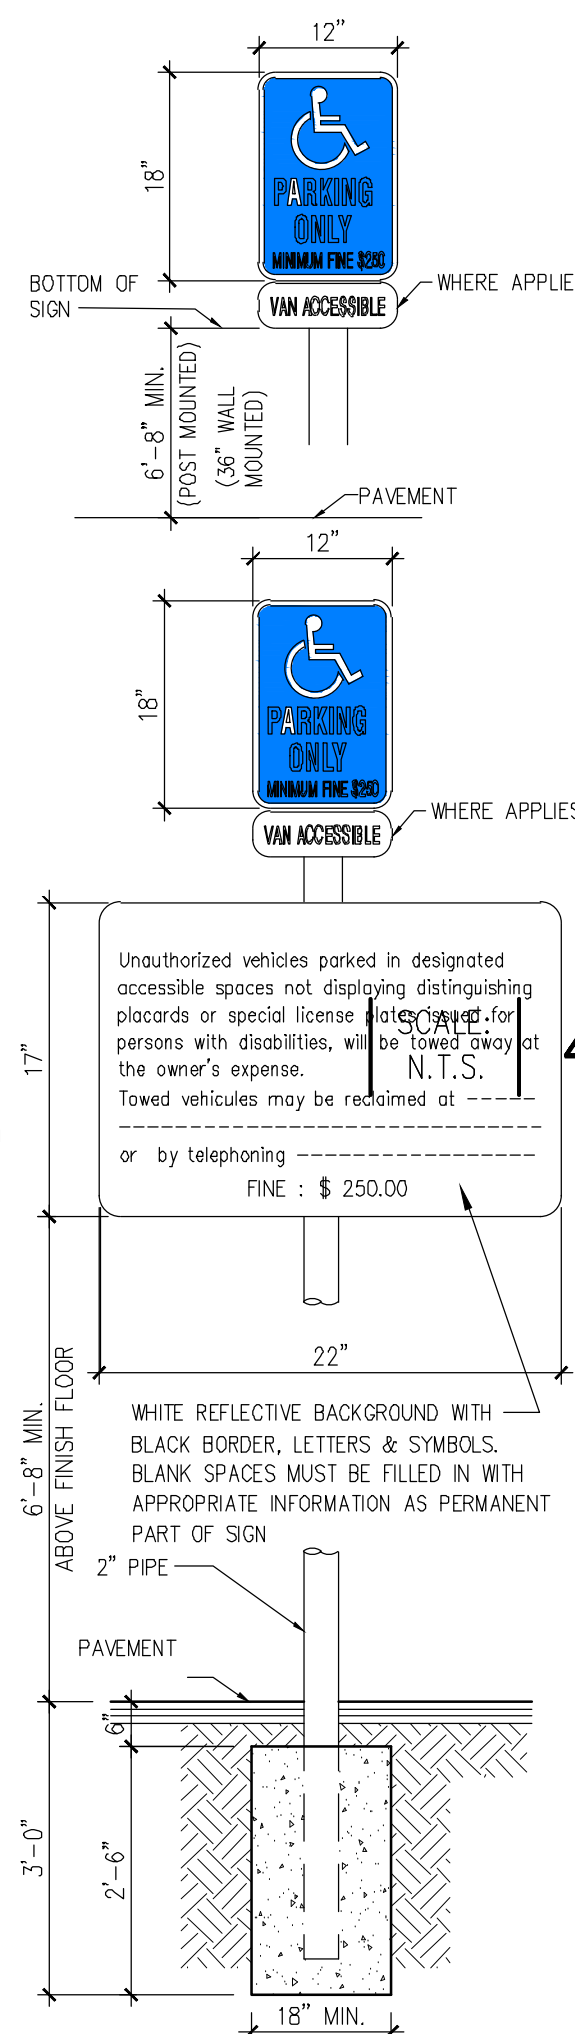 12"
18"
PARKING
ONLY
MINIMUM FINE $250
BOTTOM OF
SIGN
VAN ACCESSIBLE
WHERE APPLIE
6'-8" MIN.
(POST MOUNTED)
(36" WALL
MOUNTED)
PAVEMENT
12"
18"
PARKING
ONLY
MINIMUM FINE $250
VAN ACCESSIBLE
WHERE APPLIES
17"
Unauthorized vehicles parked in designated
accessible spaces not displaying distinguishing
placards or special license plates issued for
persons with disabilities, will be towed away at
the owner's expense.
Towed vehicules may be reclaimed at -----
or by telephoning
FINE : $ 250.00
SCALE:
N.T.S.
22"
6'-8" MIN.
ABOVE FINISH FLOOR
WHITE REFLECTIVE BACKGROUND WITH
BLACK BORDER, LETTERS & SYMBOLS.
BLANK SPACES MUST BE FILLED IN WITH
APPROPRIATE INFORMATION AS PERMANENT
PART OF SIGN
2" PIPE
PAVEMENT
6"
3'-0"
2'-6"
18" MIN.